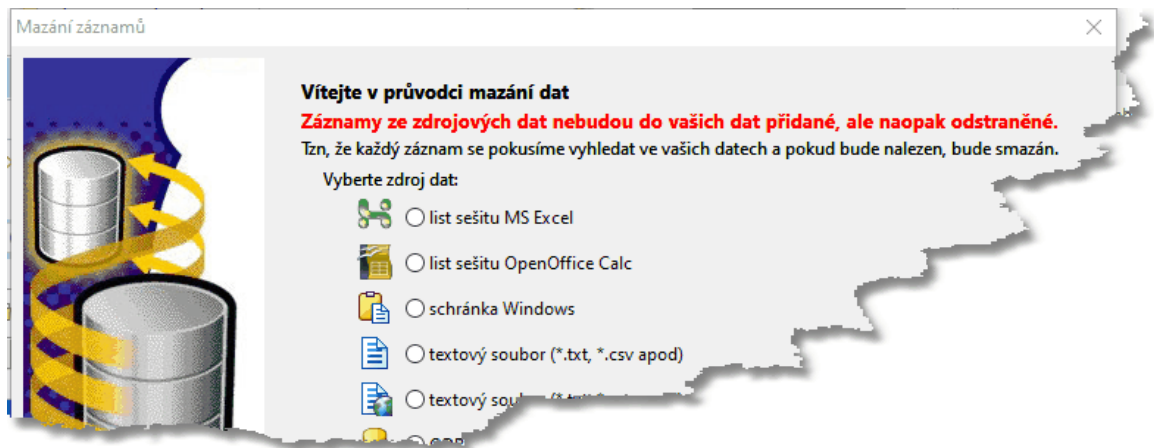 Mazání záznamů
Vítejte v průvodci mazání dat
Záznamy ze zdrojových dat nebudou do vašich dat přidané, ale naopak odstraněné.
Tzn, že každý záznam se pokusíme vyhledat ve vašich datech a pokud bude nalezen, bude smazán.
Vyberte zdroj dat:
list sešitu MS Excel
list sešitu OpenOffice Calc
schránka Windows
textový soubor (*.txt, *.csv apod)
textový